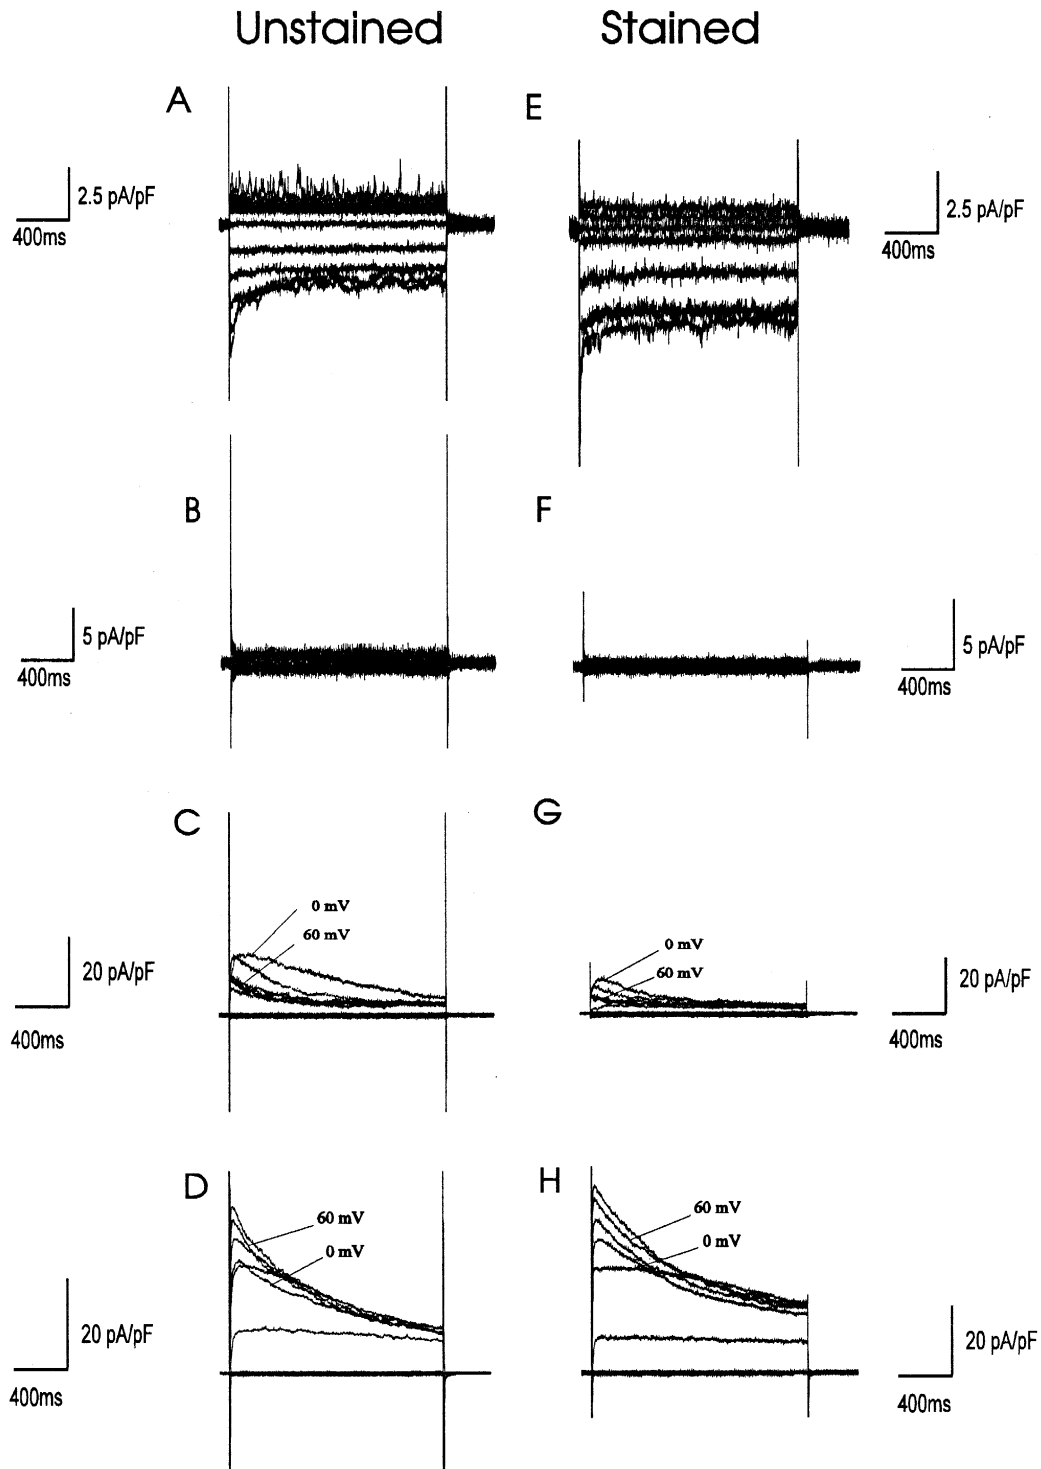 Unstained
Stained
A
E
2.5 pA/pF
400ms
2.5 pA/pF
400ms
B
F
5 pA/pF
400ms
5 pA/pF
400ms
C
G
0 mV
60 mV
0 mV
60 mV
20 pA/pF
400ms
20 pA/pF
400ms
D
H
60 mV
0 mV
60 mV
0 mV
20 pA/pF
400ms
20 pA/pF
400ms